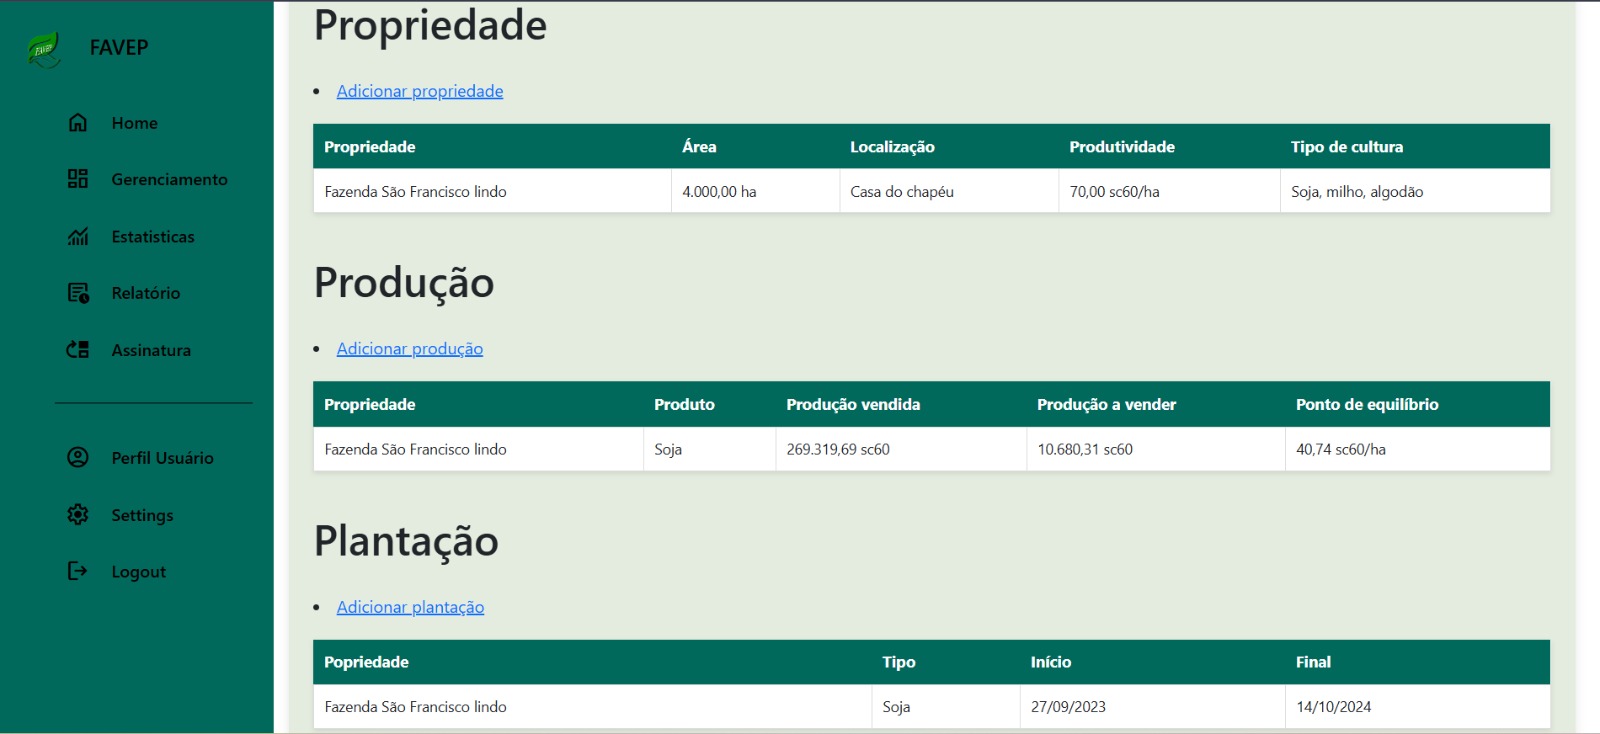 FAVEP
FAVEP
Home
Gerenciamento
Estatisticas
Relatório
Assinatura
Perfil Usuário
Settings
Logout
Propriedade
• Adicionar propriedade
Propriedade Área Localização Produtividade Tipo de cultura
Fazenda São Francisco lindo 4.000,00 ha Casa do chapéu 70,00 sc60/ha Soja, milho, algodão
Produção
• Adicionar produção
Propriedade Produto Produção vendida Produção a vender Ponto de equilíbrio
Fazenda São Francisco lindo Soja 269.319,69 sc60 10.680,31 sc60 40,74 sc60/ha
Plantação
• Adicionar plantação
Popriedade Tipo Início Final
Fazenda São Francisco lindo Soja 27/09/2023 14/10/2024